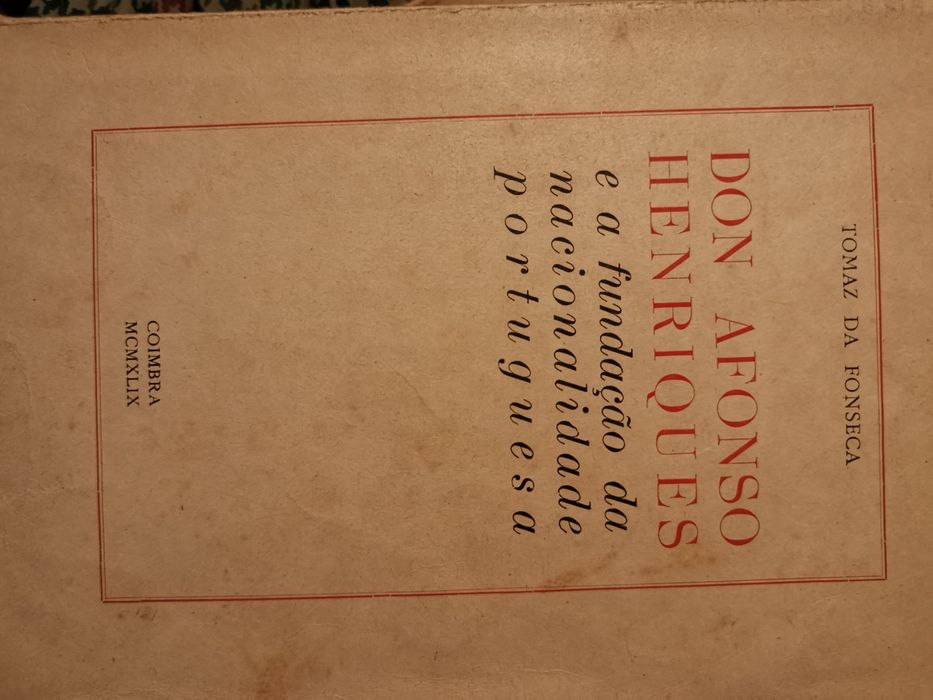 TOMAZ DA FONSECA
DON AFONSO
HENRIQUES
e a fundação da
nacionalidade
portuguesa
COIMBRA
MCMXLIX